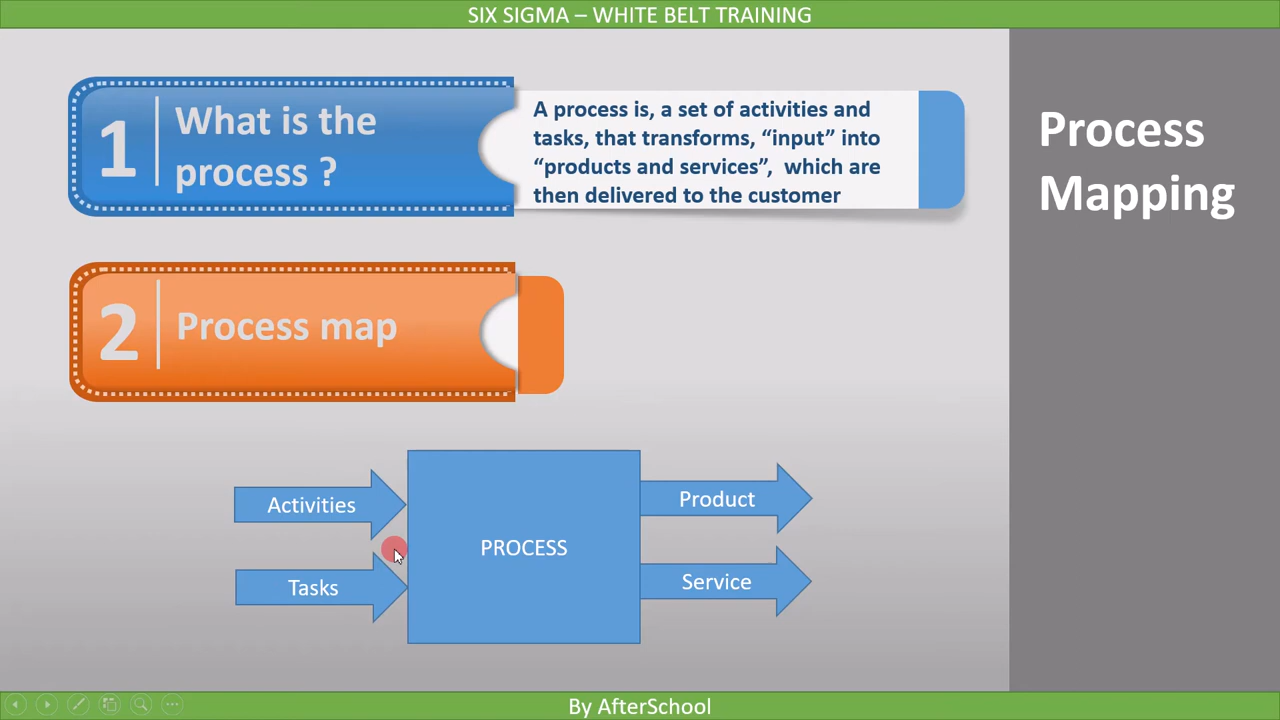 SIX SIGMA – WHITE BELT TRAINING
1
What is the
process ?
A process is, a set of activities and
tasks, that transforms, “input” into
“products and services”,  which are
then delivered to the customer
Process
Mapping
2
Process map
Activities
Tasks
PROCESS
Product
Service
By AfterSchool